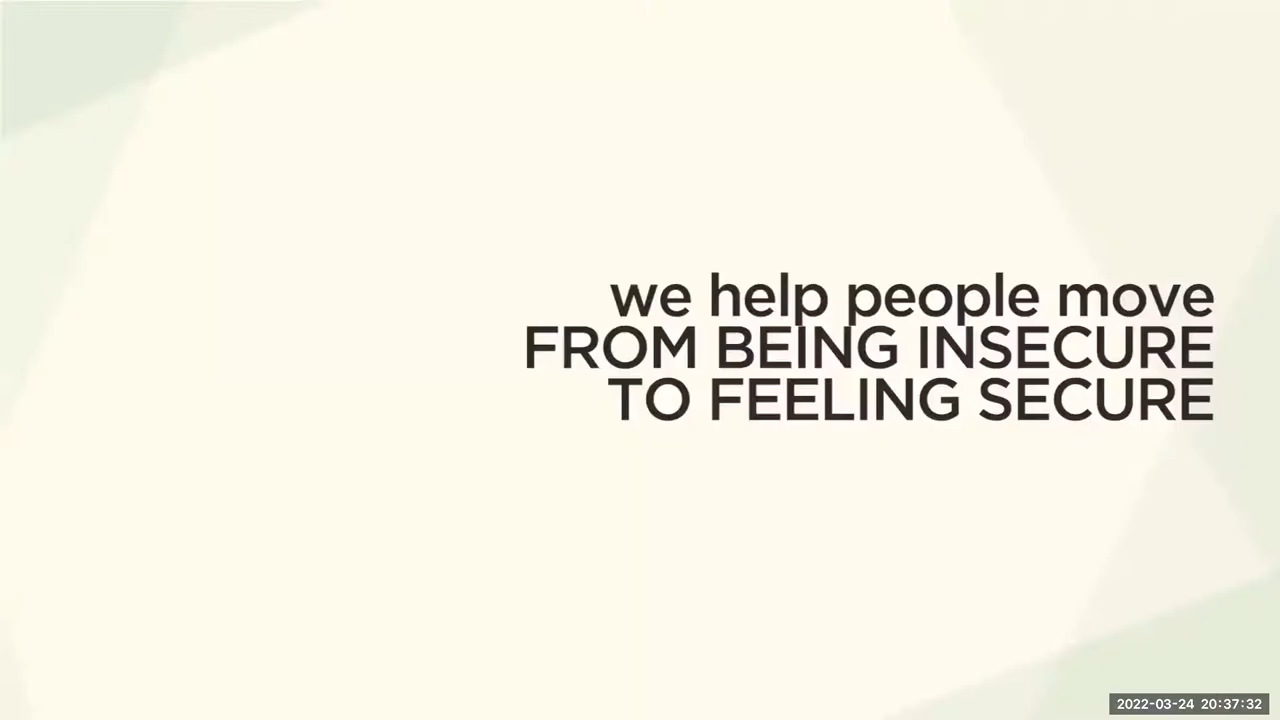 we help people move
FROM BEING INSECURE
TO FEELING SECURE
2022-03-24 20:37:32